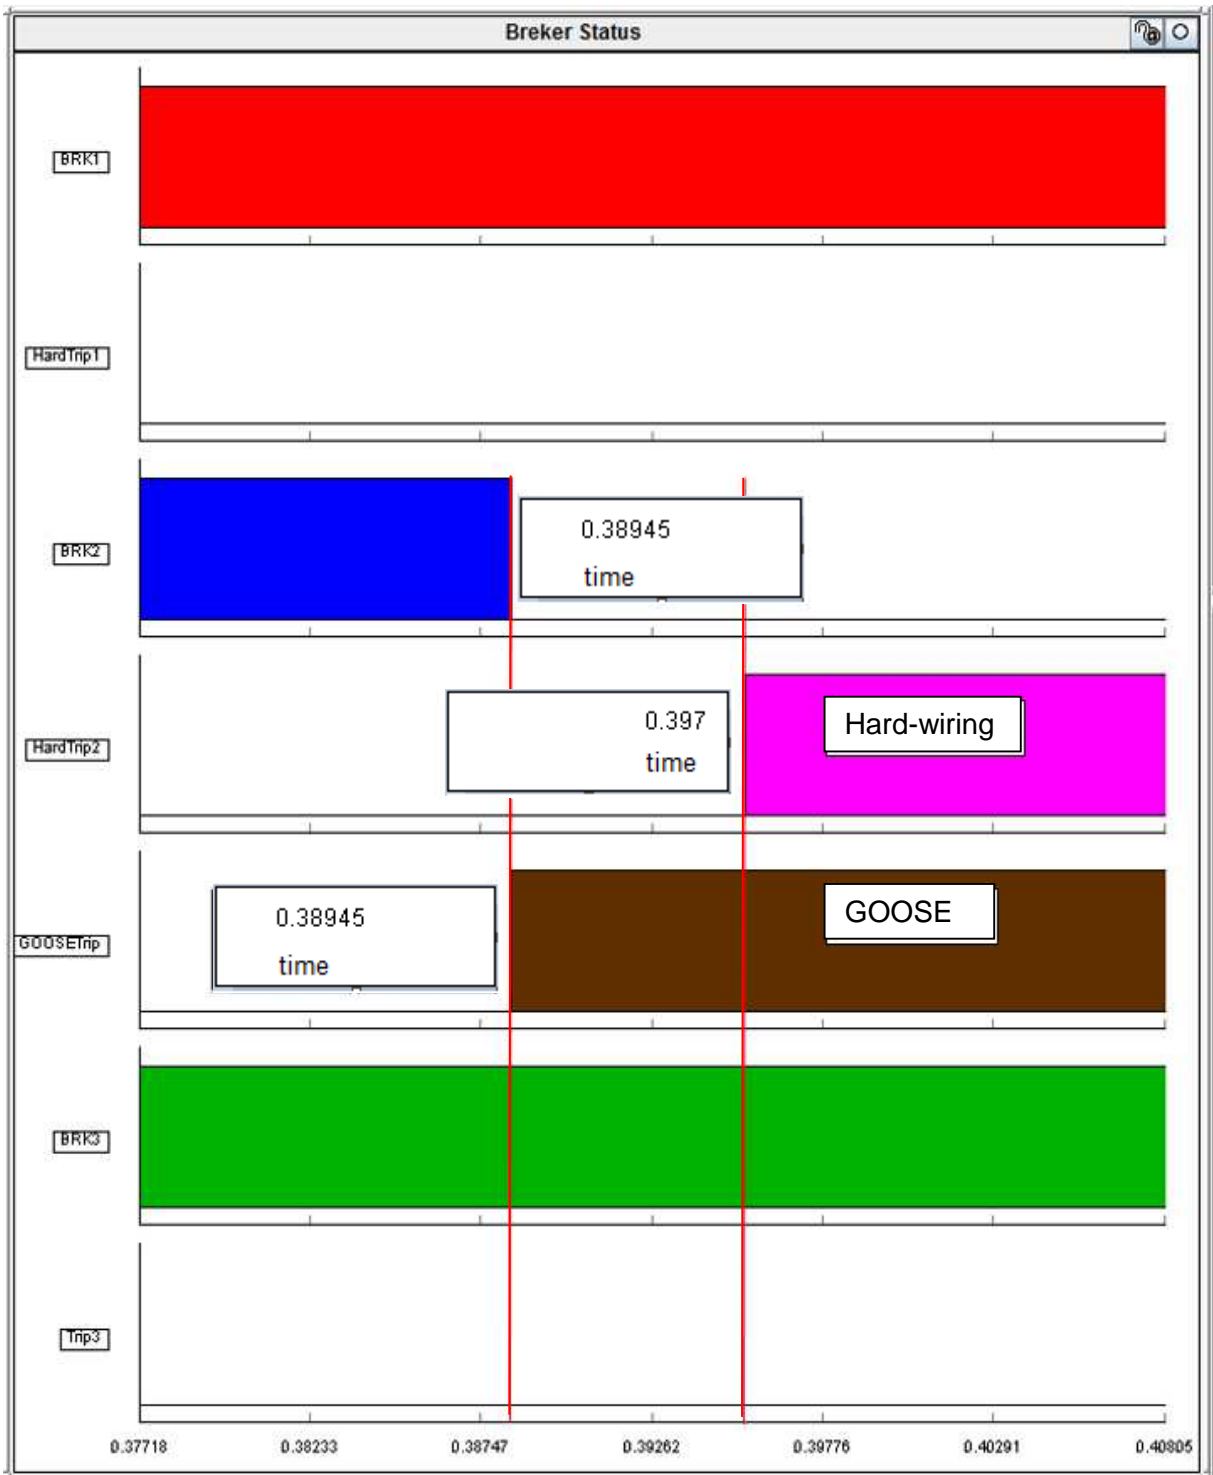 Breker Status
BRK1
HardTrip1
BRK2
0.38945
time
HardTrip2
0.397
time
Hard-wiring
GOOSETrip
0.38945
time
GOOSE
BRK3
Trip3
0.37718 0.38233 0.38747 0.39262 0.39776 0.40291 0.40805